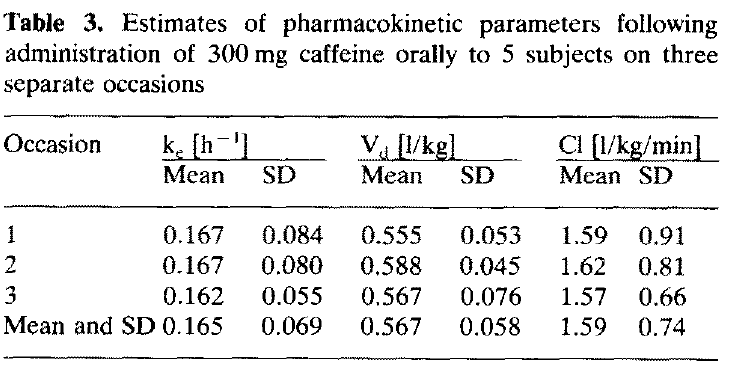 Table 3. Estimates of pharmacokinetic parameters following
administration of 300 mg caffeine orally to 5 subjects on three
separate occasions
Occasion kₑ [h⁻¹] V_d [l/kg] Cl [l/kg/min]
Mean SD Mean SD Mean SD
1 0.167 0.084 0.555 0.053 1.59 0.91
2 0.167 0.080 0.588 0.045 1.62 0.81
3 0.162 0.055 0.567 0.076 1.57 0.66
Mean and SD 0.165 0.069 0.567 0.058 1.59 0.74